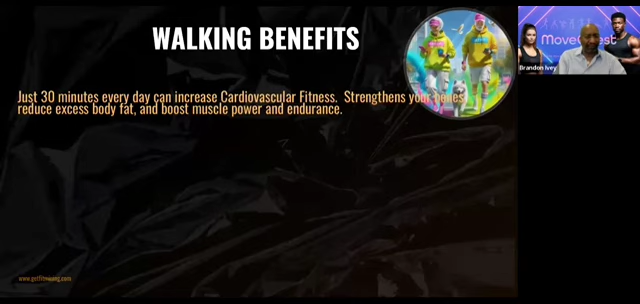 WALKING BENEFITS
Just 30 minutes every day can increase Cardiovascular Fitness. Strengthens your bones,
reduce excess body fat, and boost muscle power and endurance.
Brandon Ivey